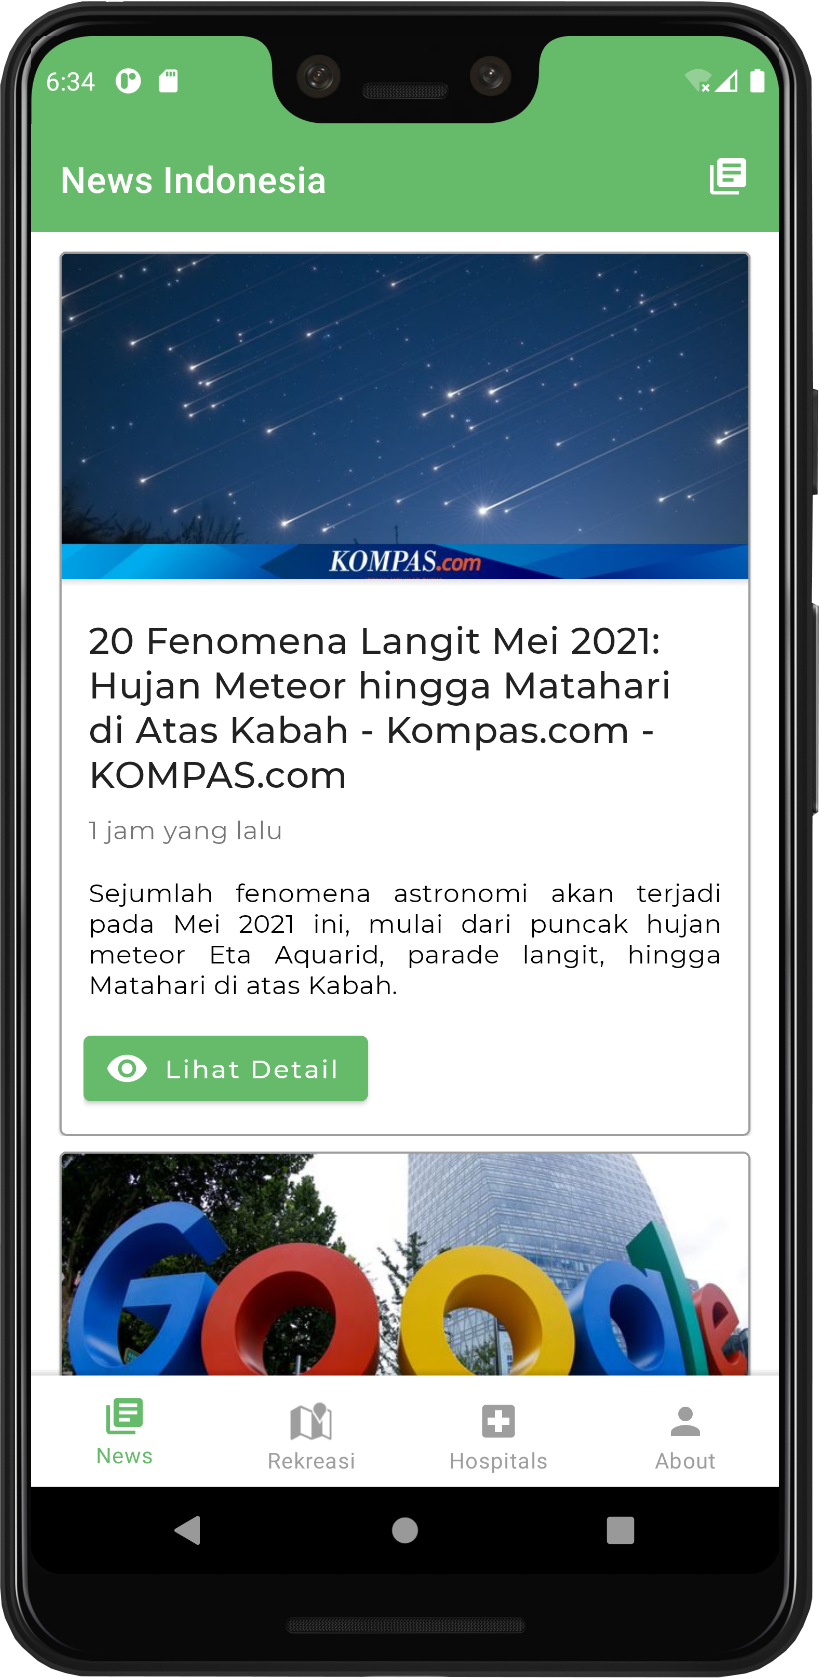 6:34
News Indonesia
KOMPAS.com
20 Fenomena Langit Mei 2021:
Hujan Meteor hingga Matahari
di Atas Kabah - Kompas.com -
KOMPAS.com
1 jam yang lalu
Sejumlah fenomena astronomi akan terjadi
pada Mei 2021 ini, mulai dari puncak hujan
meteor Eta Aquarid, parade langit, hingga
Matahari di atas Kabah.
Lihat Detail
Google
News
Rekreasi
Hospitals
About